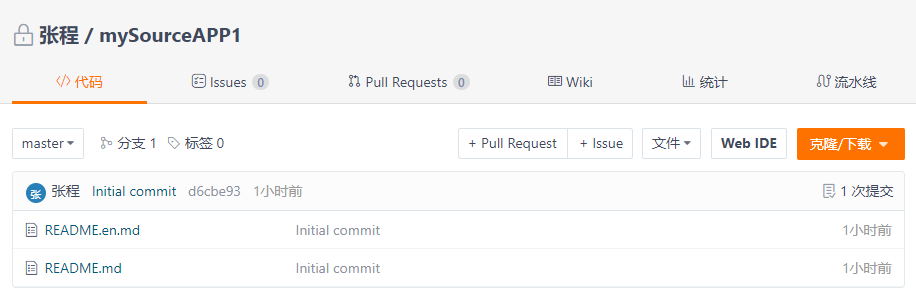 张程 / mySourceAPP1
</> 代码 Issues 0 Pull Requests 0 Wiki 统计 流水线
master 分支 1 标签 0 + Pull Request + Issue 文件 Web IDE 克隆/下载
张 张程 Initial commit d6cbe93 1小时前 1 次提交
README.en.md Initial commit 1小时前
README.md Initial commit 1小时前